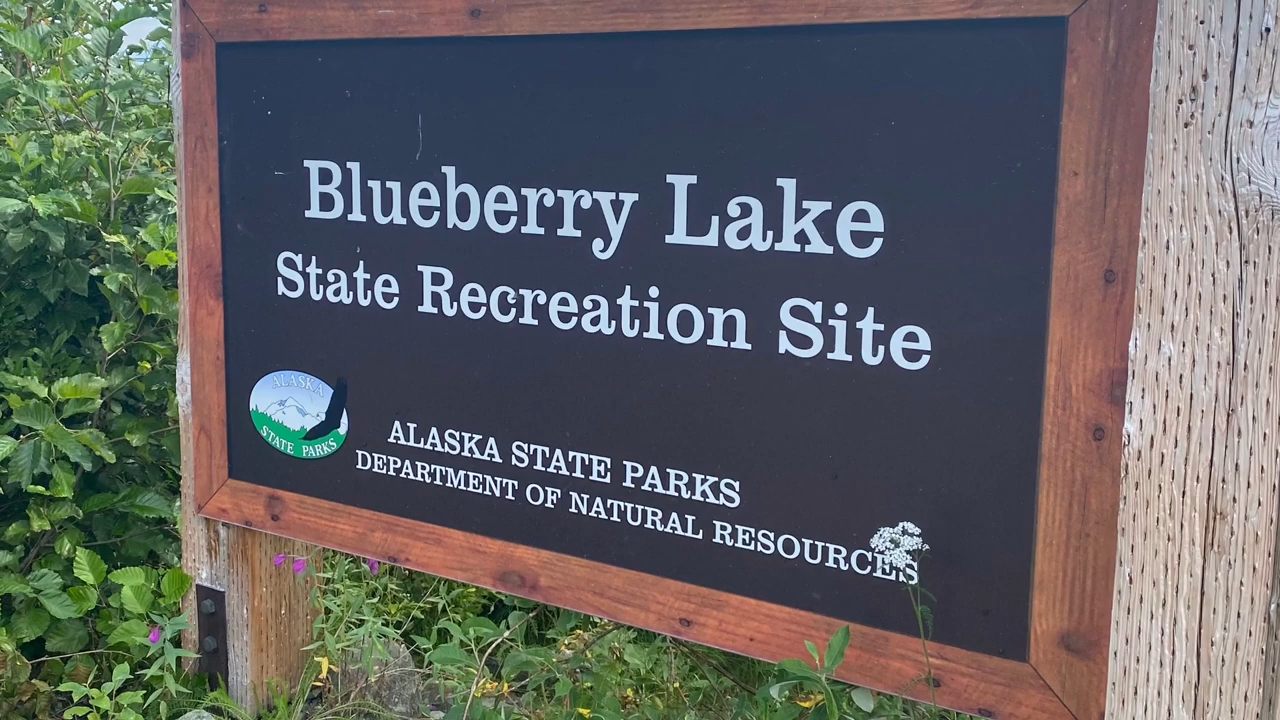 Blueberry Lake
State Recreation Site
ALASKA
STATE PARKS
ALASKA STATE PARKS
DEPARTMENT OF NATURAL RESOURCES